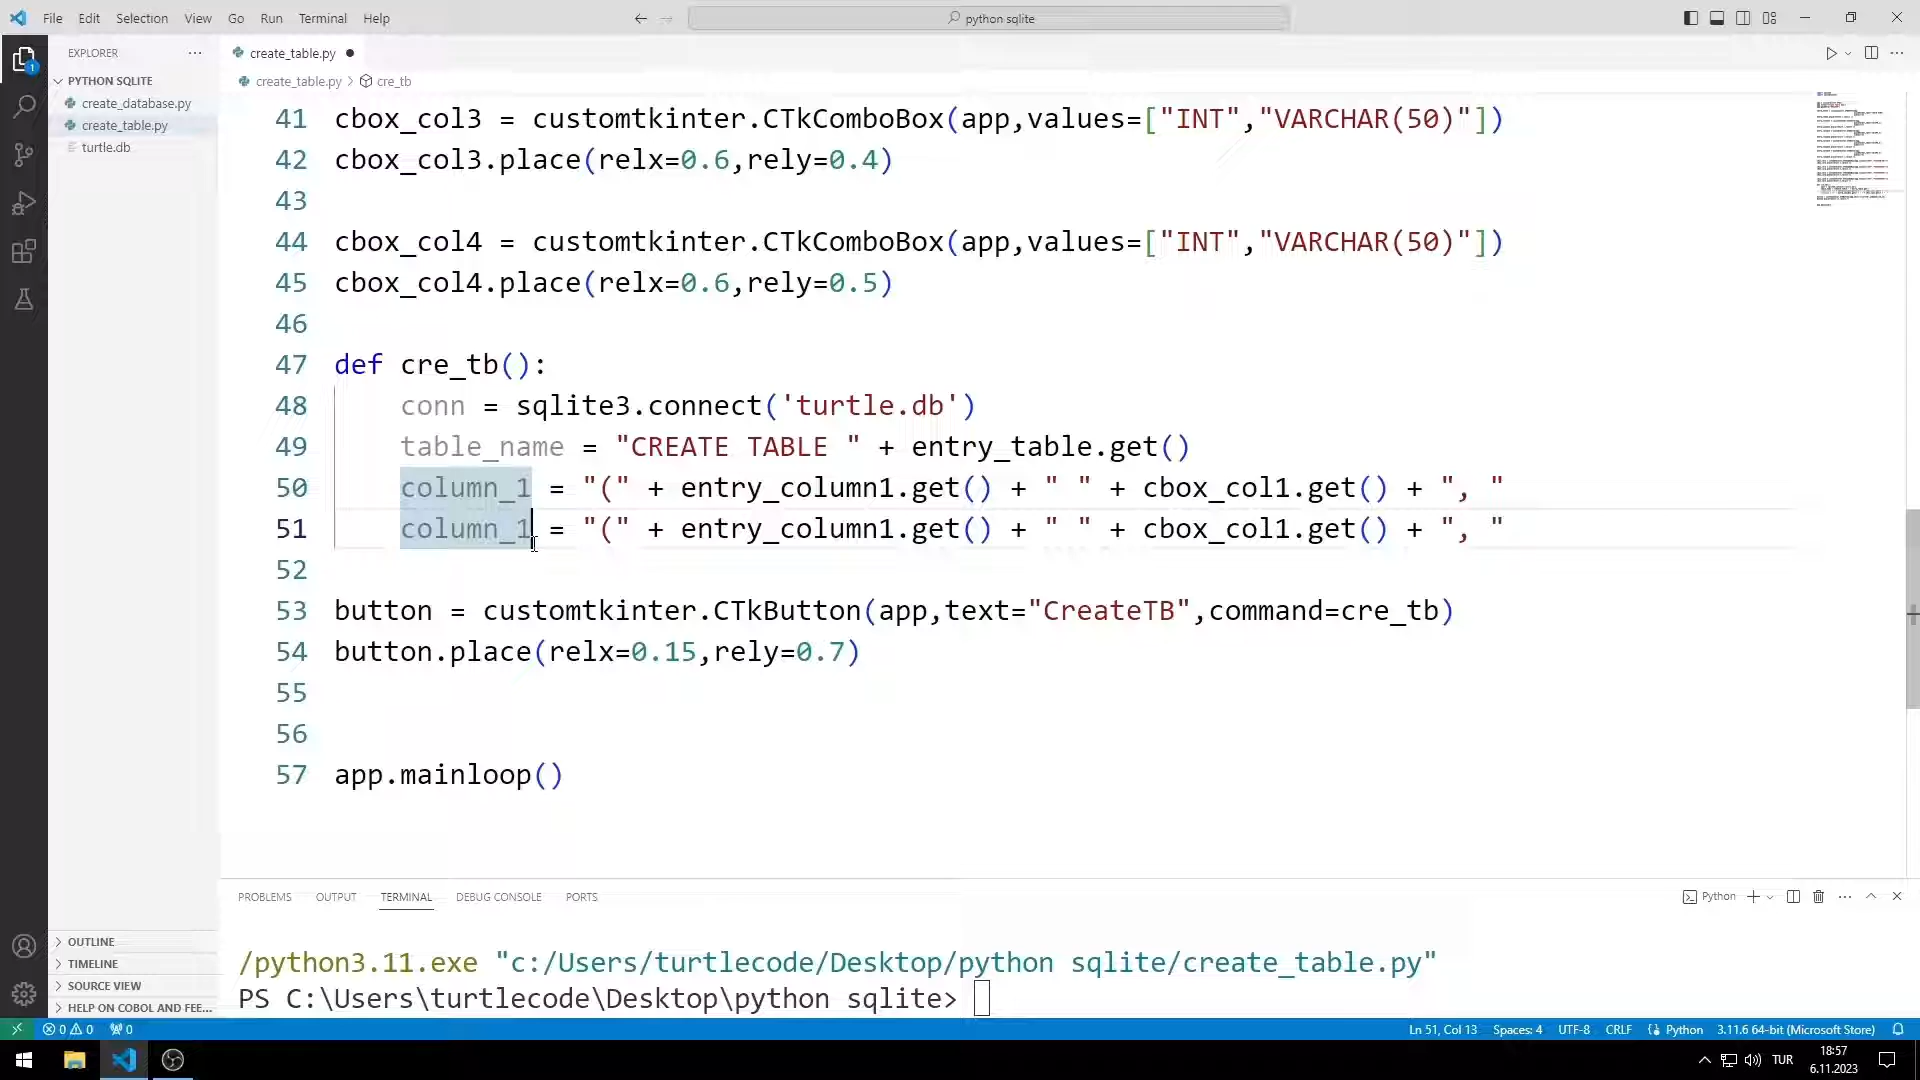 File Edit Selection View Go Run Terminal Help
python sqlite
EXPLORER
create_table.py
PYTHON SQLITE
create_table.py cre_tb
create_database.py
create_table.py
turtle.db
41 cbox_col3 = customtkinter.CTkComboBox(app,values=["INT","VARCHAR(50)"])
42 cbox_col3.place(relx=0.6,rely=0.4)
43
44 cbox_col4 = customtkinter.CTkComboBox(app,values=["INT","VARCHAR(50)"])
45 cbox_col4.place(relx=0.6,rely=0.5)
46
47 def cre_tb():
48 conn = sqlite3.connect('turtle.db')
49 table_name = "CREATE TABLE " + entry_table.get()
50 column_1 = "(" + entry_column1.get() + " " + cbox_col1.get() + ", "
51 column_1 = "(" + entry_column1.get() + " " + cbox_col1.get() + ", "
52
53 button = customtkinter.CTkButton(app,text="CreateTB",command=cre_tb)
54 button.place(relx=0.15,rely=0.7)
55
56
57 app.mainloop()
PROBLEMS OUTPUT TERMINAL DEBUG CONSOLE PORTS
Python
/python3.11.exe "c:/Users/turtlecode/Desktop/python sqlite/create_table.py"
PS C:\Users\turtlecode\Desktop\python sqlite>
OUTLINE
TIMELINE
SOURCE VIEW
HELP ON COBOL AND FEE...
0 0 0
Ln 51, Col 13 Spaces: 4 UTF-8 CRLF Python 3.11.6 64-bit (Microsoft Store)
TUR
18:57
6.11.2023
1